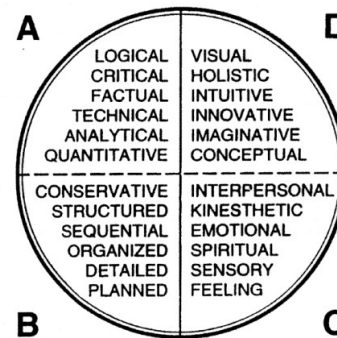 A
D
LOGICAL VISUAL
CRITICAL HOLISTIC
FACTUAL INTUITIVE
TECHNICAL INNOVATIVE
ANALYTICAL IMAGINATIVE
QUANTITATIVE CONCEPTUAL
CONSERVATIVE INTERPERSONAL
STRUCTURED KINESTHETIC
SEQUENTIAL EMOTIONAL
ORGANIZED SPIRITUAL
DETAILED SENSORY
PLANNED FEELING
B
C